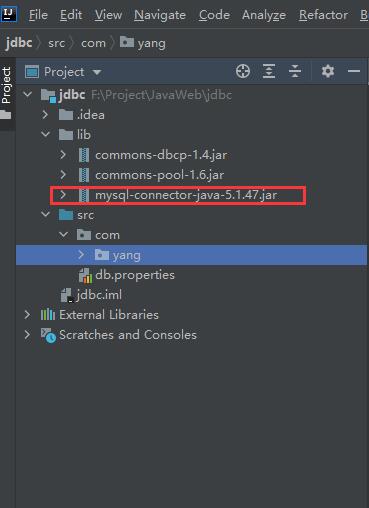 IJ File Edit View Navigate Code Analyze Refactor B
jdbc src com yang
Project
Project
jdbc F:\Project\JavaWeb\jdbc
.idea
lib
commons-dbcp-1.4.jar
commons-pool-1.6.jar
mysql-connector-java-5.1.47.jar
src
com
yang
db.properties
jdbc.iml
External Libraries
Scratches and Consoles